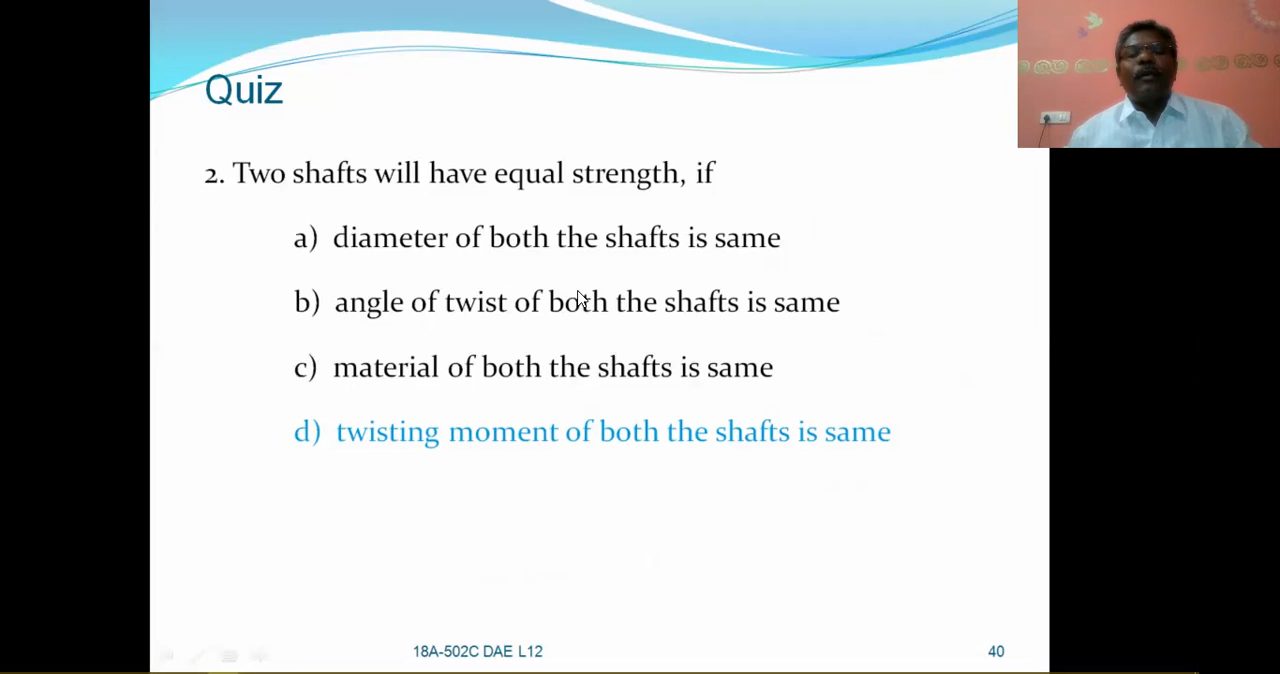 Quiz
2. Two shafts will have equal strength, if
a) diameter of both the shafts is same
b) angle of twist of both the shafts is same
c) material of both the shafts is same
d) twisting moment of both the shafts is same
18A-502C DAE L12
40